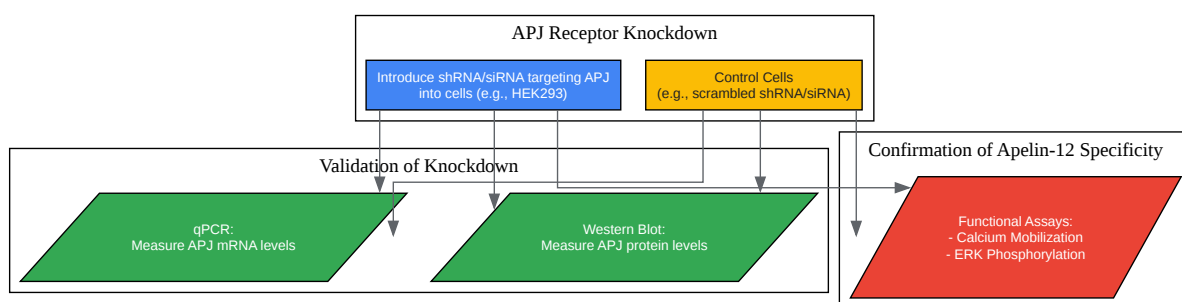 APJ Receptor Knockdown
Introduce shRNA/siRNA targeting APJ
into cells (e.g., HEK293)
Control Cells
(e.g., scrambled shRNA/siRNA)
Validation of Knockdown
qPCR:
Measure APJ mRNA levels
Western Blot:
Measure APJ protein levels
Confirmation of Apelin-12 Specificity
Functional Assays:
- Calcium Mobilization
- ERK Phosphorylation